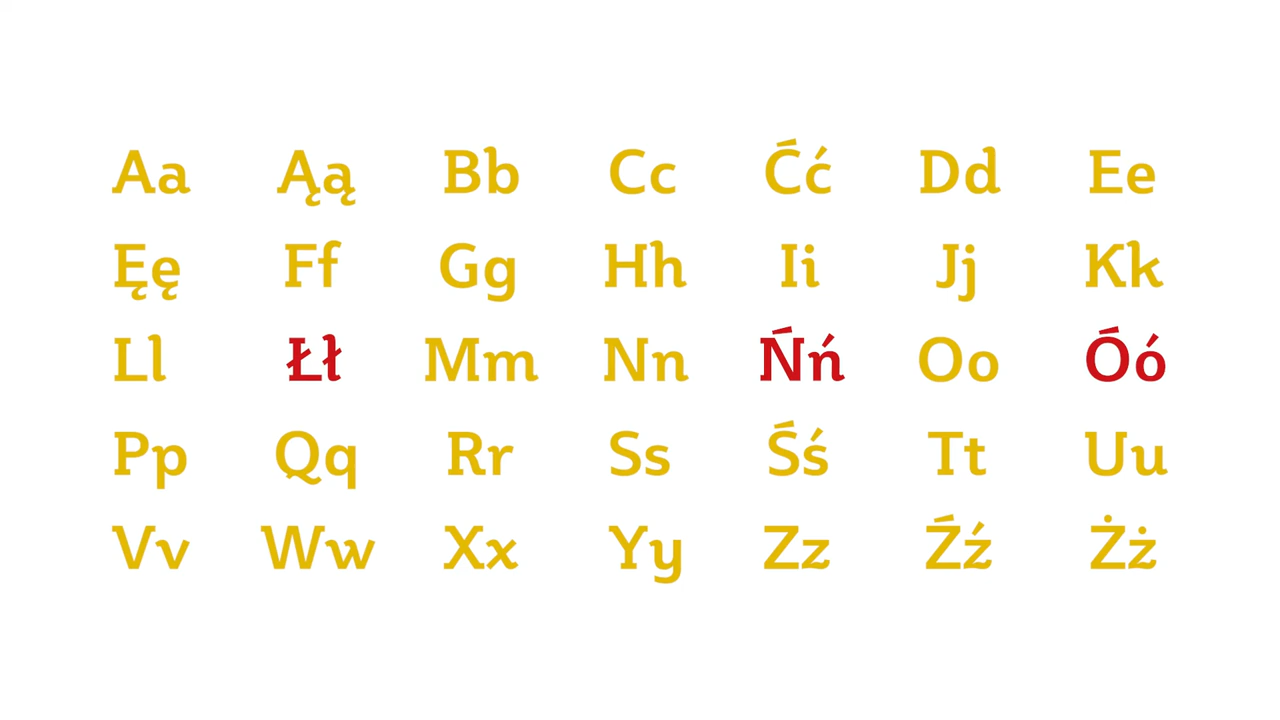 Aa Ąą Bb Cc Ćć Dd Ee
Ęę Ff Gg Hh Ii Jj Kk
Ll Łł Mm Nn Ńń Oo Óó
Pp Qq Rr Ss Śś Tt Uu
Vv Ww Xx Yy Zz Źź Żż